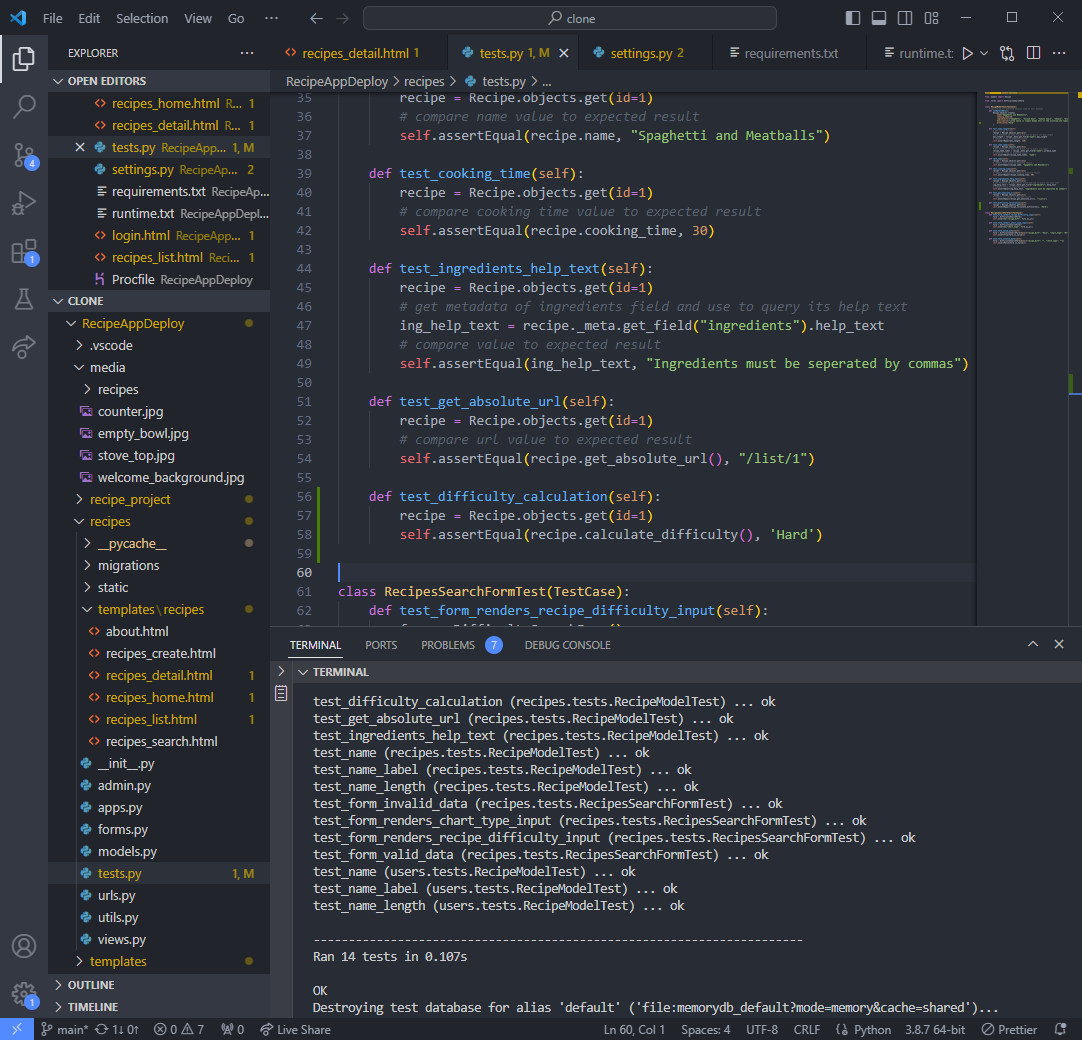 File Edit Selection View Go ··· clone
EXPLORER ···
OPEN EDITORS
recipes_home.html R... 1
recipes_detail.html R... 1
tests.py RecipeApp... 1, M
settings.py RecipeAp... 2
requirements.txt RecipeAp...
runtime.txt RecipeAppDepl...
login.html RecipeApp... 1
recipes_list.html Reci... 1
Procfile RecipeAppDeploy
CLONE
RecipeAppDeploy
.vscode
media
recipes
counter.jpg
empty_bowl.jpg
stove_top.jpg
welcome_background.jpg
recipe_project
recipes
__pycache__
migrations
static
templates\recipes
about.html
recipes_create.html
recipes_detail.html 1
recipes_home.html 1
recipes_list.html 1
recipes_search.html
__init__.py
admin.py
apps.py
forms.py
models.py
tests.py 1, M
urls.py
utils.py
views.py
templates
OUTLINE
TIMELINE
4
1
1
recipes_detail.html 1 tests.py 1, M settings.py 2 requirements.txt runtime.t: ···
RecipeAppDeploy > recipes > tests.py > ...
35 recipe = Recipe.objects.get(id=1)
36 # compare name value to expected result
37 self.assertEqual(recipe.name, "Spaghetti and Meatballs")
38
39 def test_cooking_time(self):
40 recipe = Recipe.objects.get(id=1)
41 # compare cooking time value to expected result
42 self.assertEqual(recipe.cooking_time, 30)
43
44 def test_ingredients_help_text(self):
45 recipe = Recipe.objects.get(id=1)
46 # get metadata of ingredients field and use to query its help text
47 ing_help_text = recipe._meta.get_field("ingredients").help_text
48 # compare value to expected result
49 self.assertEqual(ing_help_text, "Ingredients must be seperated by commas")
50
51 def test_get_absolute_url(self):
52 recipe = Recipe.objects.get(id=1)
53 # compare url value to expected result
54 self.assertEqual(recipe.get_absolute_url(), "/list/1")
55
56 def test_difficulty_calculation(self):
57 recipe = Recipe.objects.get(id=1)
58 self.assertEqual(recipe.calculate_difficulty(), 'Hard')
59
60
61 class RecipesSearchFormTest(TestCase):
62 def test_form_renders_recipe_difficulty_input(self):
TERMINAL PORTS PROBLEMS 7 DEBUG CONSOLE
TERMINAL
test_difficulty_calculation (recipes.tests.RecipeModelTest) ... ok
test_get_absolute_url (recipes.tests.RecipeModelTest) ... ok
test_ingredients_help_text (recipes.tests.RecipeModelTest) ... ok
test_name (recipes.tests.RecipeModelTest) ... ok
test_name_label (recipes.tests.RecipeModelTest) ... ok
test_name_length (recipes.tests.RecipeModelTest) ... ok
test_form_invalid_data (recipes.tests.RecipesSearchFormTest) ... ok
test_form_renders_chart_type_input (recipes.tests.RecipesSearchFormTest) ... ok
test_form_renders_recipe_difficulty_input (recipes.tests.RecipesSearchFormTest) ... ok
test_form_valid_data (recipes.tests.RecipesSearchFormTest) ... ok
test_name (users.tests.RecipeModelTest) ... ok
test_name_label (users.tests.RecipeModelTest) ... ok
test_name_length (users.tests.RecipeModelTest) ... ok
----------------------------------------------------------------------
Ran 14 tests in 0.107s
OK
Destroying test database for alias 'default' ('file:memorydb_default?mode=memory&cache=shared')...
main* 1↓ 0↑ 0 7 0 Live Share Ln 60, Col 1 Spaces: 4 UTF-8 CRLF Python 3.8.7 64-bit Prettier